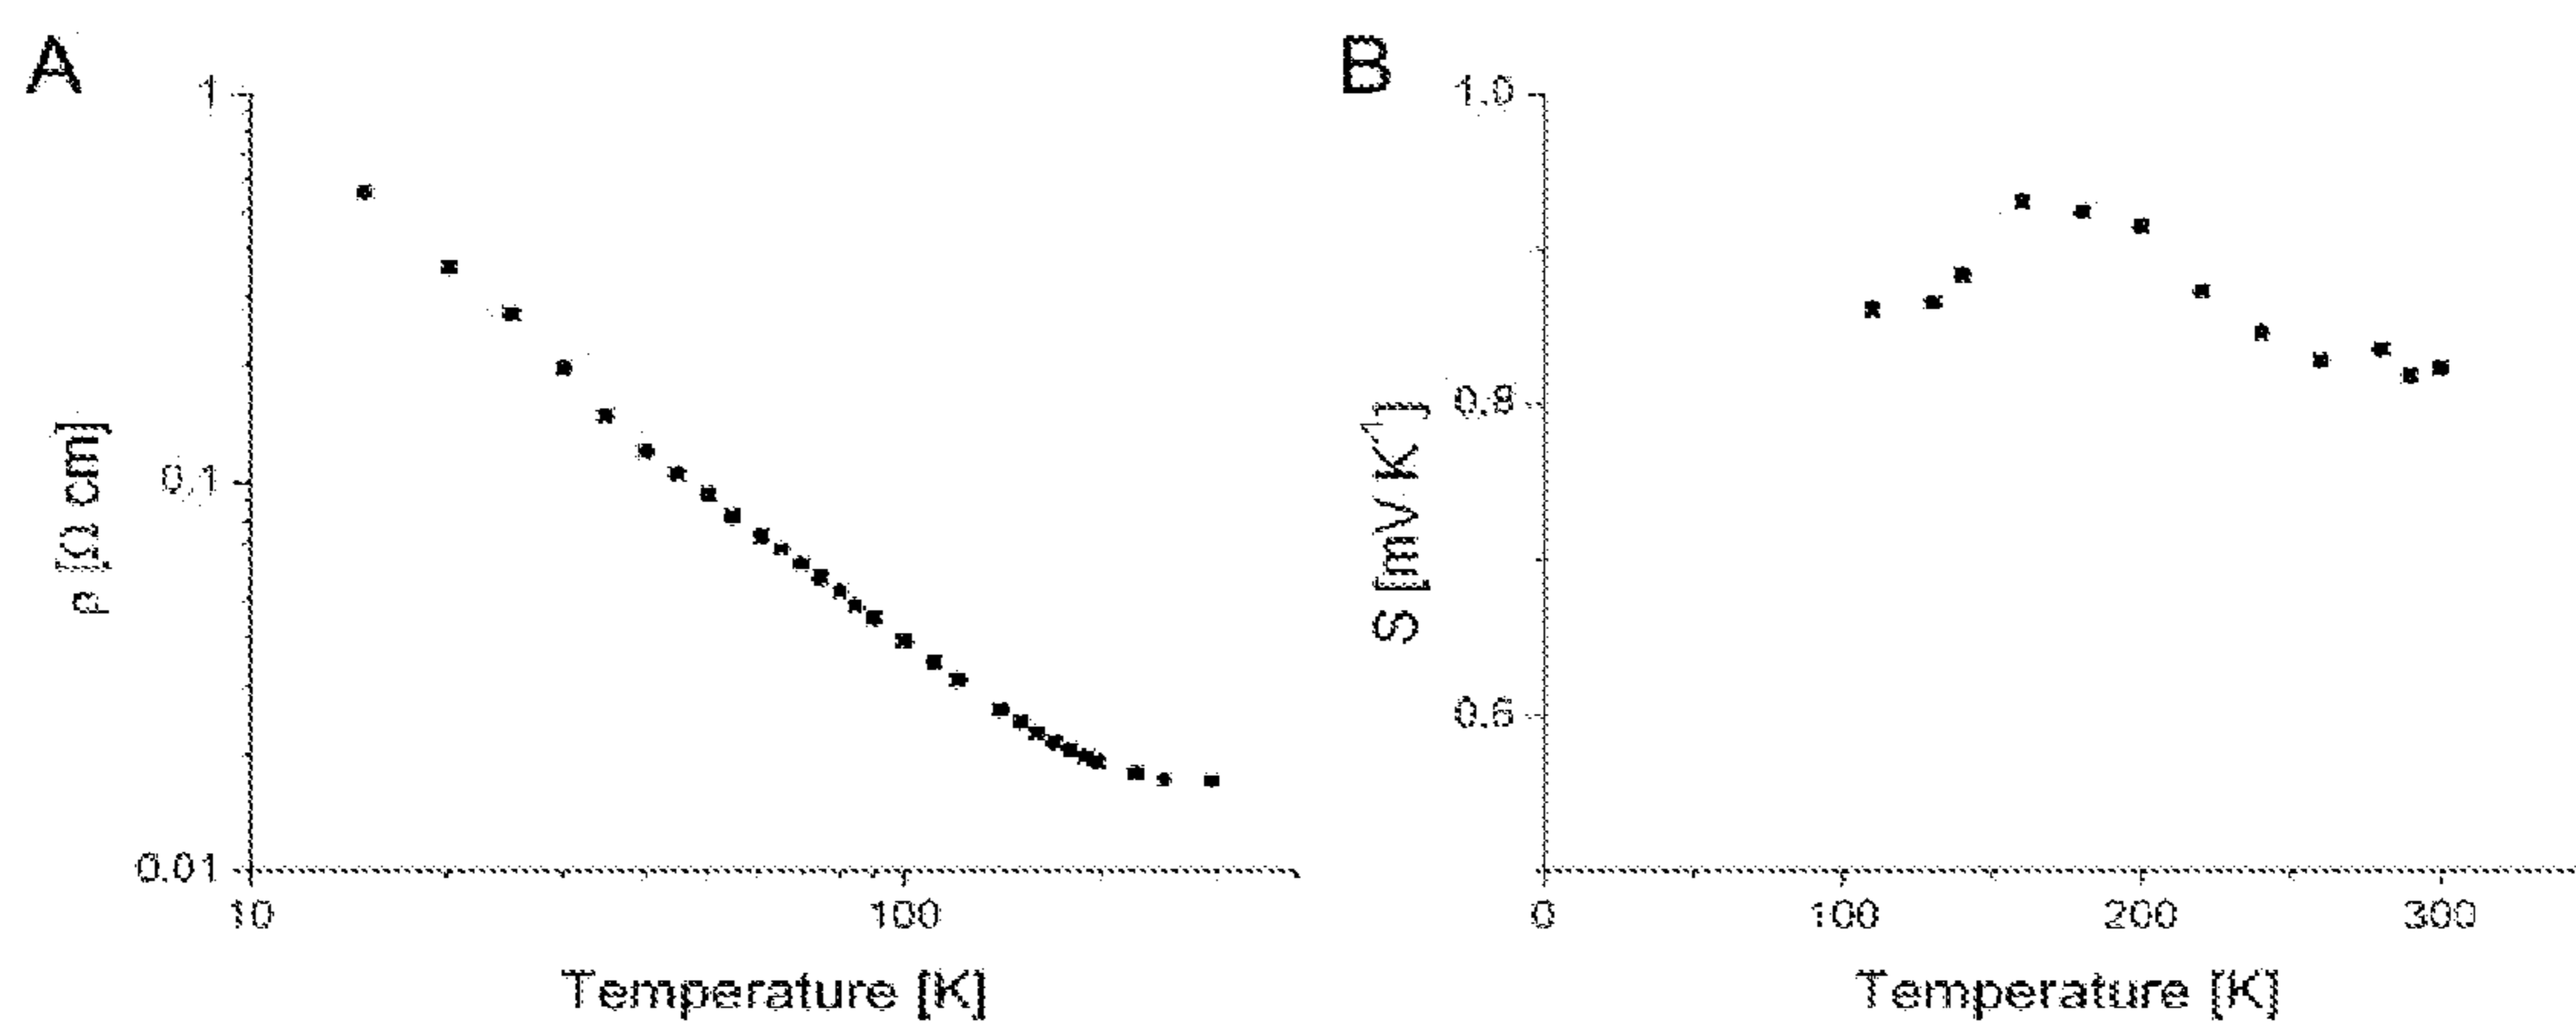 A
1
0.1
0.01
ρ [Ω cm]
10
100
Temperature [K]
B
1.0
0.8
0.6
S [mV K⁻¹]
0
100
200
300
Temperature [K]